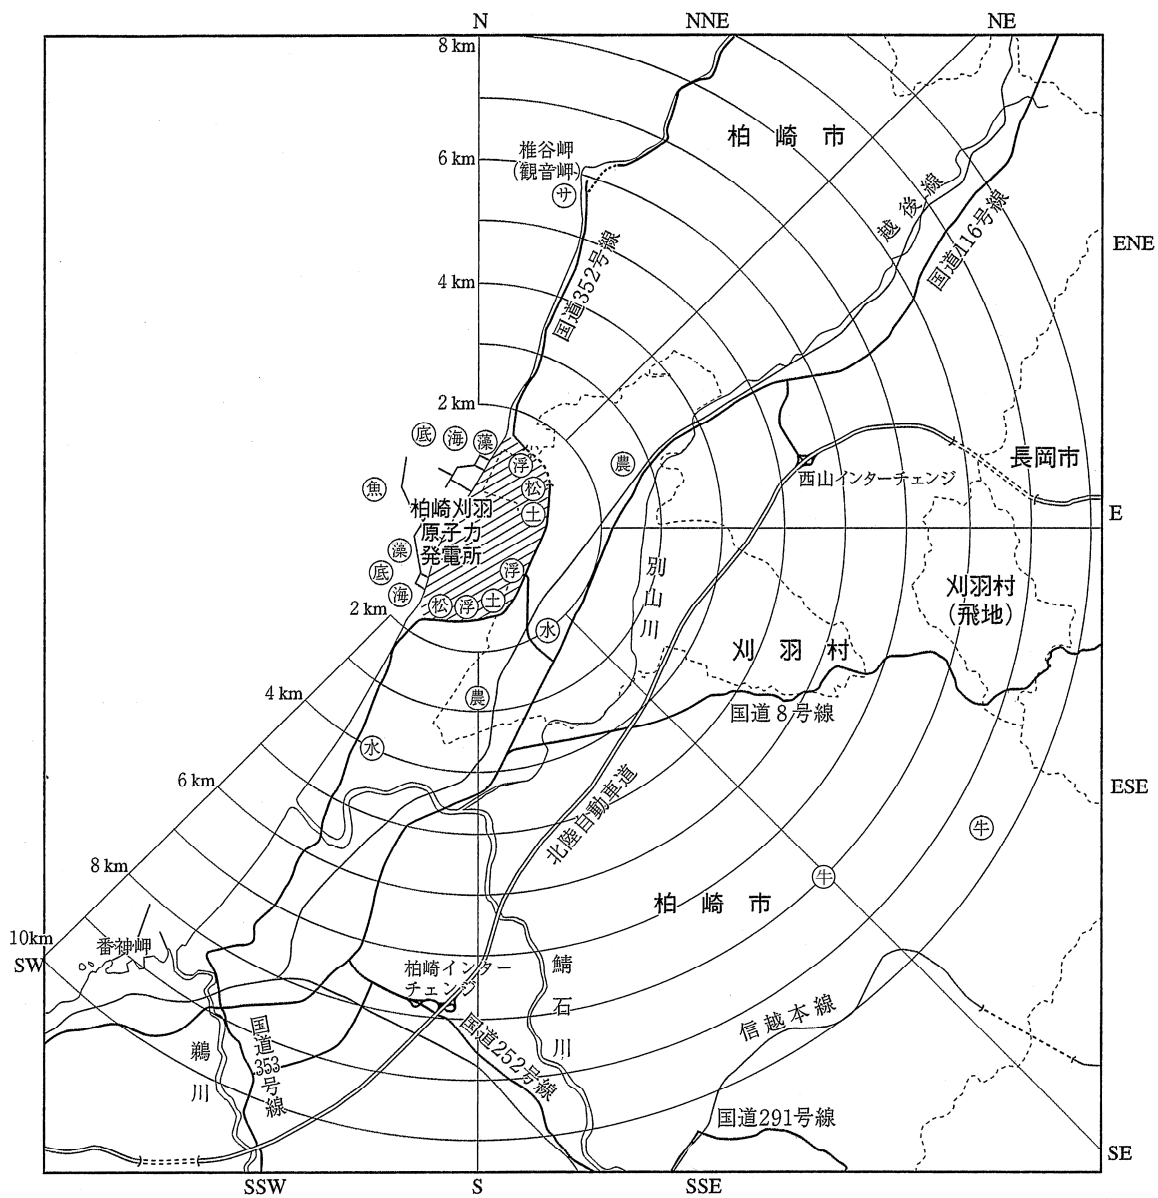 N
NNE
NE
8 km
柏崎市
椎谷岬
(観音岬)
サ
6 km
越後線
国道116号線
ENE
国道352号線
4 km
2 km
底
海
藻
浮
農
松
魚
土
西山インターチェンジ
長岡市
E
柏崎刈羽
原子力
発電所
藻
底
海
浮
松
浮
土
別山川
刈羽村
(飛地)
2 km
水
刈羽村
農
国道8号線
4 km
水
6 km
北陸自動車道
ESE
牛
牛
8 km
柏崎市
10km
SW
番神岬
柏崎インター
チェンジ
鯖石川
信越本線
国道353号線
鵜川
国道252号線
国道291号線
SE
SSW
S
SSE